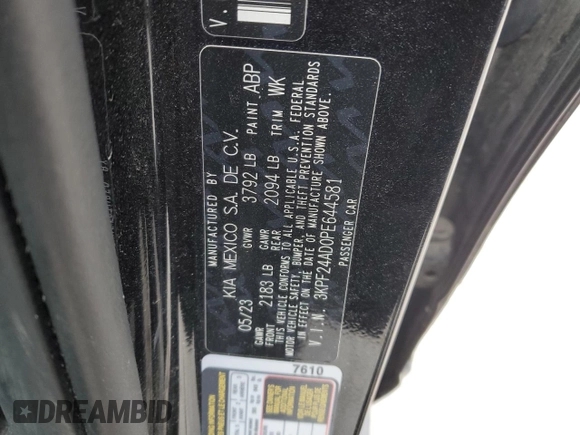 V.
MANUFACTURED BY
KIA MEXICO S.A. DE C.V.
05/23 GVWR 3792 LB PAINT ABP
GAWR FRONT 2183 LB GAWR REAR 2094 LB TRIM WK
THIS VEHICLE CONFORMS TO ALL APPLICABLE U.S.A. FEDERAL
MOTOR VEHICLE SAFETY, BUMPER, AND THEFT PREVENTION STANDARDS
IN EFFECT ON THE DATE OF MANUFACTURE SHOWN ABOVE.
V.I.N. 3KPF24AD0PE644581
PASSENGER CAR
7610
DREAMBID